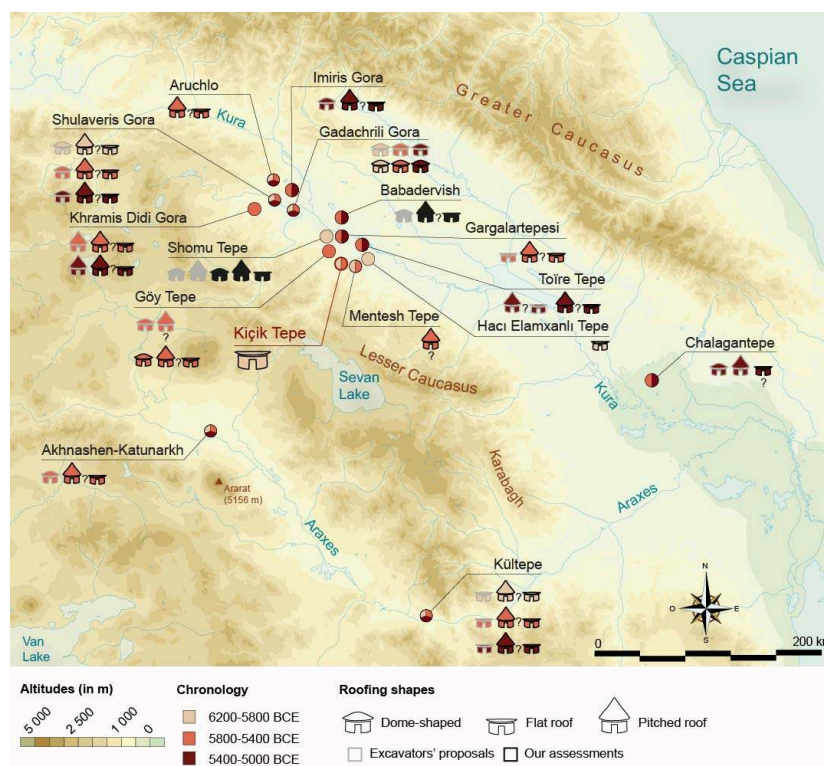 Caspian
Sea
Greater Caucasus
Aruchlo
Kura
Imiris Gora
Shulaveris Gora
Gadachrili Gora
Babadervish
Khramis Didi Gora
Gargalartepesi
Shomu Tepe
Toïre Tepe
Göy Tepe
Mentesh Tepe
Hacı Elamxanlı Tepe
Kiçik Tepe
Chalagantepe
Lesser Caucasus
Sevan
Lake
Kura
Akhnashen-Katunarkh
Ararat
(5156 m)
Karabagh
Araxes
Araxes
Kültepe
N
O
E
S
Van
Lake
0
200 km
Altitudes (in m)
5 000
2 500
1 000
0
Chronology
6200-5800 BCE
5800-5400 BCE
5400-5000 BCE
Roofing shapes
Dome-shaped
Flat roof
Pitched roof
Excavators' proposals
Our assessments